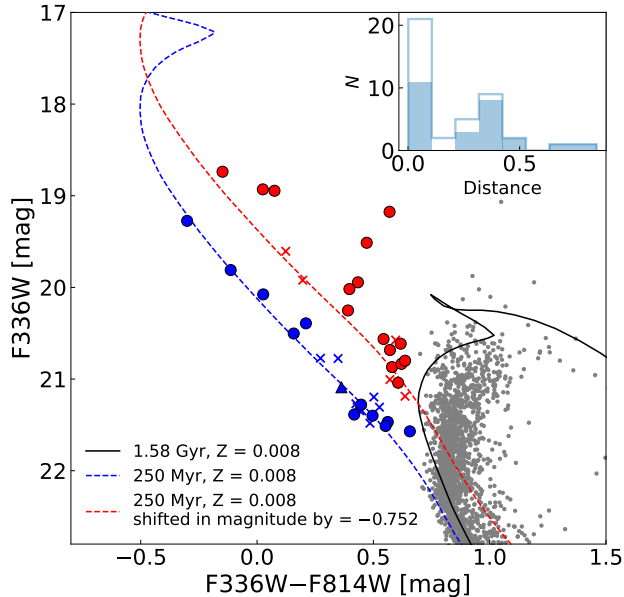 17
18
19
20
21
22
F336W [mag]
20
10
0
N
0.0
0.5
Distance
1.58 Gyr, Z = 0.008
250 Myr, Z = 0.008
250 Myr, Z = 0.008
shifted in magnitude by = −0.752
−0.5
0.0
0.5
1.0
1.5
F336W−F814W [mag]